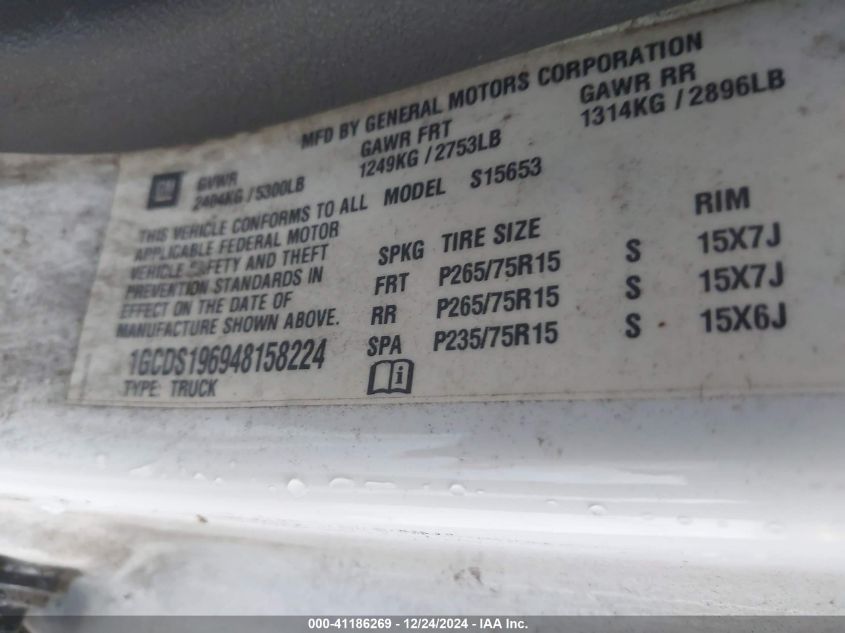 MFD BY GENERAL MOTORS CORPORATION
GM GVWR GAWR FRT GAWR RR
2404KG / 5300LB 1249KG / 2753LB 1314KG / 2896LB
THIS VEHICLE CONFORMS TO ALL MODEL S15653
APPLICABLE FEDERAL MOTOR
VEHICLE SAFETY AND THEFT
PREVENTION STANDARDS IN
EFFECT ON THE DATE OF
MANUFACTURE SHOWN ABOVE.
SPKG TIRE SIZE RIM
FRT P265/75R15 S 15X7J
RR P265/75R15 S 15X7J
SPA P235/75R15 S 15X6J
1GCDS196948158224
TYPE: TRUCK
i
000-41186269 - 12/24/2024 - IAA Inc.